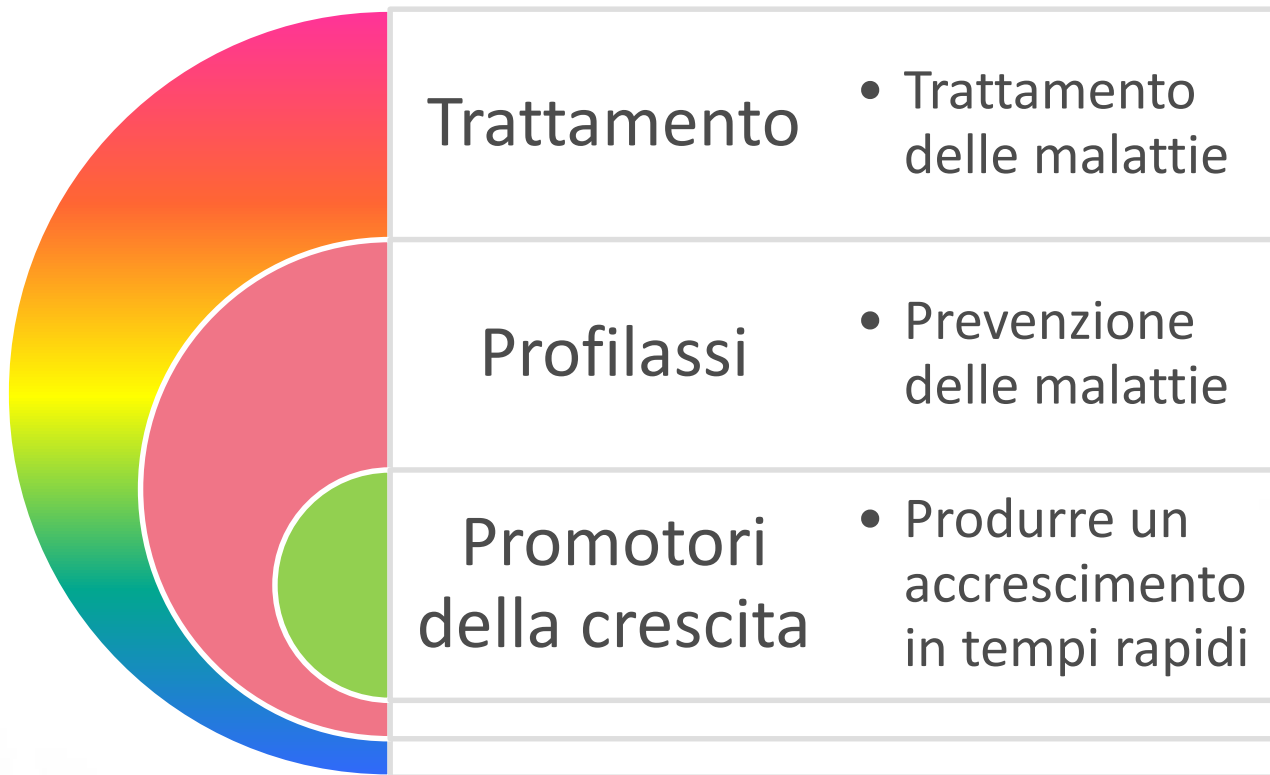 Trattamento
• Trattamento
delle malattie
Profilassi
• Prevenzione
delle malattie
Promotori
della crescita
• Produrre un
accrescimento
in tempi rapidi